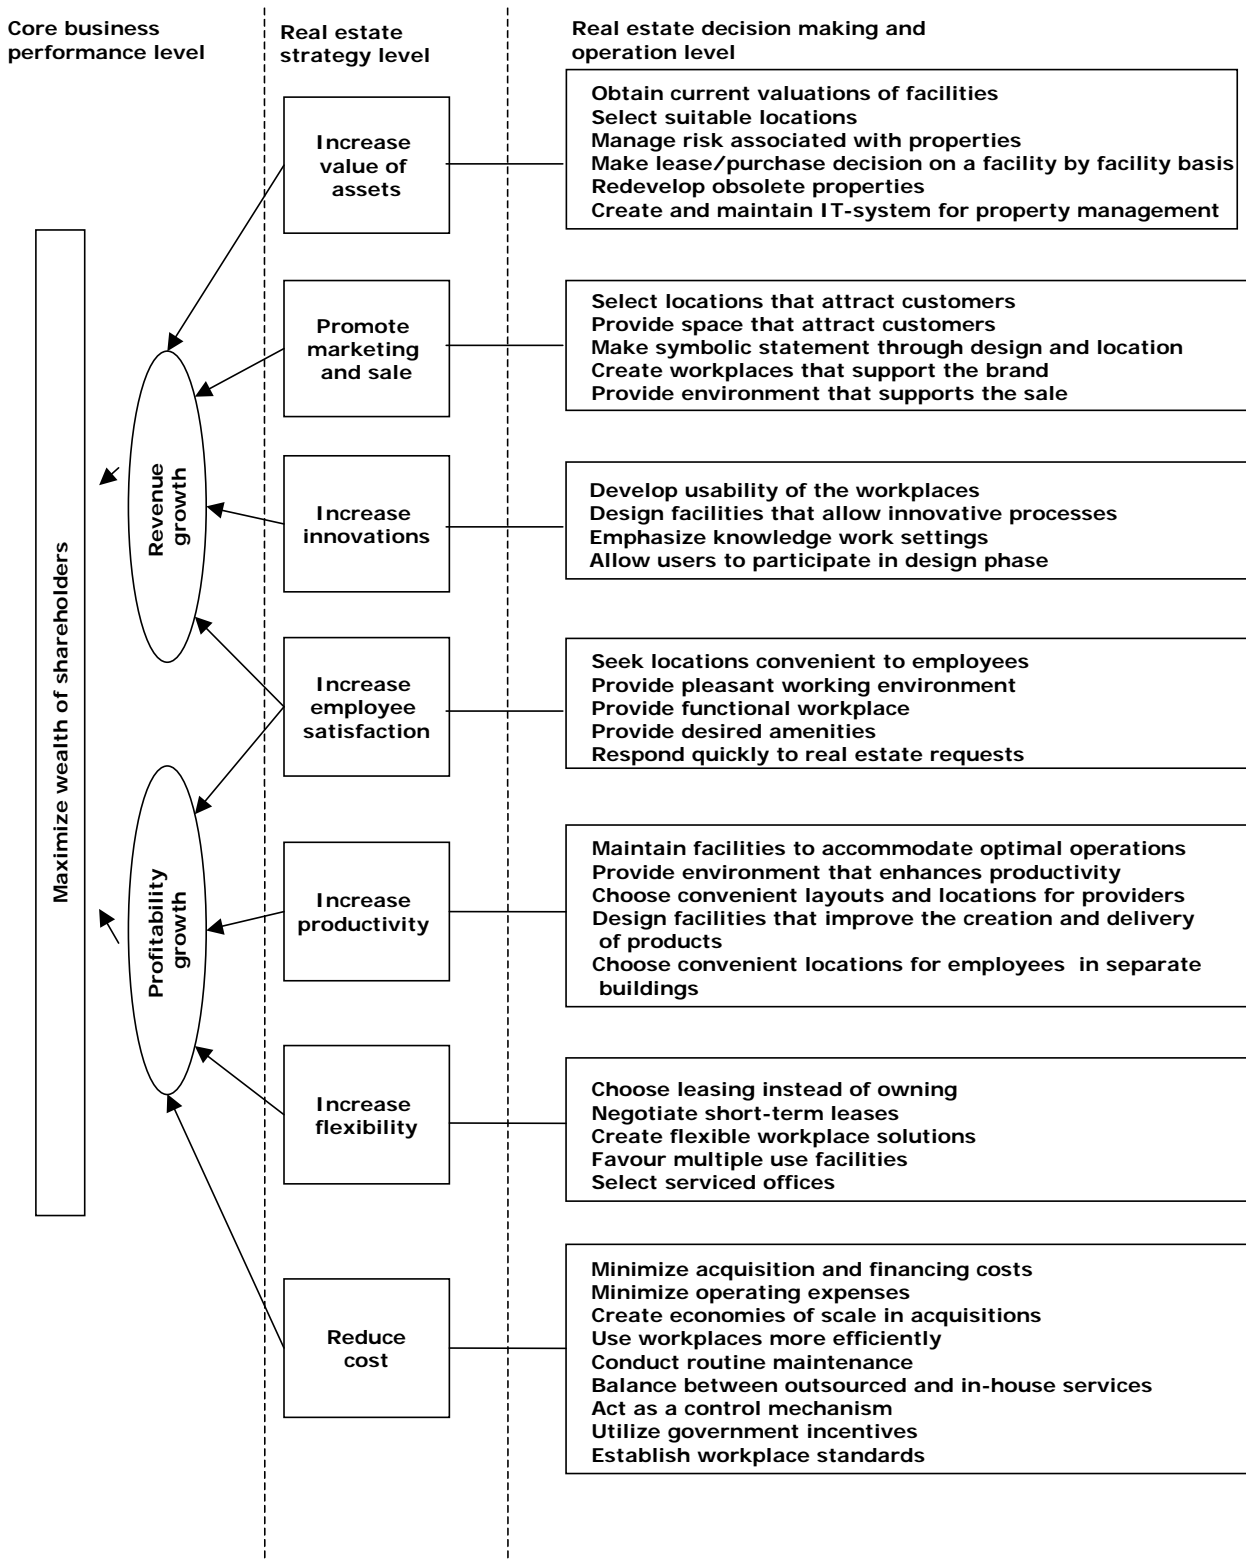 Core business
performance level
Real estate
strategy level
Real estate decision making and
operation level
Increase
value of
assets
Obtain current valuations of facilities
Select suitable locations
Manage risk associated with properties
Make lease/purchase decision on a facility by facility basis
Redevelop obsolete properties
Create and maintain IT-system for property management
Promote
marketing
and sale
Select locations that attract customers
Provide space that attract customers
Make symbolic statement through design and location
Create workplaces that support the brand
Provide environment that supports the sale
Revenue
growth
Increase
innovations
Develop usability of the workplaces
Design facilities that allow innovative processes
Emphasize knowledge work settings
Allow users to participate in design phase
Maximize wealth of shareholders
Increase
employee
satisfaction
Seek locations convenient to employees
Provide pleasant working environment
Provide functional workplace
Provide desired amenities
Respond quickly to real estate requests
Profitability
growth
Increase
productivity
Maintain facilities to accommodate optimal operations
Provide environment that enhances productivity
Choose convenient layouts and locations for providers
Design facilities that improve the creation and delivery
of products
Choose convenient locations for employees in separate
buildings
Increase
flexibility
Choose leasing instead of owning
Negotiate short-term leases
Create flexible workplace solutions
Favour multiple use facilities
Select serviced offices
Reduce
cost
Minimize acquisition and financing costs
Minimize operating expenses
Create economies of scale in acquisitions
Use workplaces more efficiently
Conduct routine maintenance
Balance between outsourced and in-house services
Act as a control mechanism
Utilize government incentives
Establish workplace standards